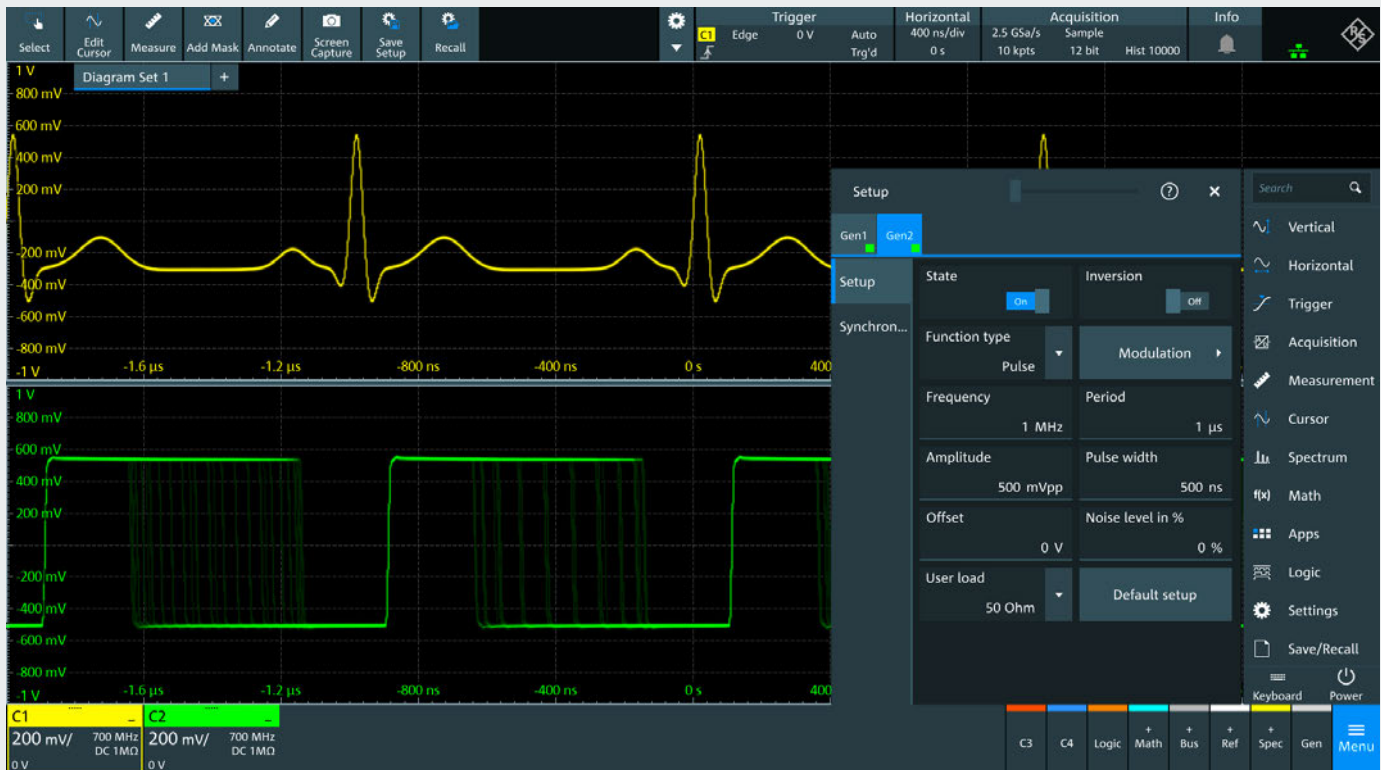 Select
Edit Cursor
Measure
Add Mask
Annotate
Screen Capture
Save Setup
Recall
Trigger
C1 Edge 0 V Auto
Trg'd
Horizontal
400 ns/div
0 s
Acquisition
2.5 GSa/s Sample
10 kpts 12 bit Hist 10000
Info
R&S
Diagram Set 1 +
1 V
800 mV
600 mV
400 mV
200 mV
-200 mV
-400 mV
-600 mV
-800 mV
-1 V
-1.6 µs -1.2 µs -800 ns -400 ns 0 s 400
1 V
800 mV
600 mV
400 mV
200 mV
-200 mV
-400 mV
-600 mV
-800 mV
-1 V
-1.6 µs -1.2 µs -800 ns -400 ns 0 s 400
Setup ? ×
Gen1 Gen2
Setup
Synchron...
State
On
Inversion
Off
Function type
Pulse
Modulation
Frequency
1 MHz
Period
1 µs
Amplitude
500 mVpp
Pulse width
500 ns
Offset
0 V
Noise level in %
0 %
User load
50 Ohm
Default setup
Search
Vertical
Horizontal
Trigger
Acquisition
Measurement
Cursor
Spectrum
f(x) Math
Apps
Logic
Settings
Save/Recall
Keyboard Power
C1
200 mV/ 700 MHz
DC 1MΩ
0 V
C2
200 mV/ 700 MHz
DC 1MΩ
0 V
C3
C4
Logic
+ Math
+ Bus
+ Ref
+ Spec
Gen
Menu